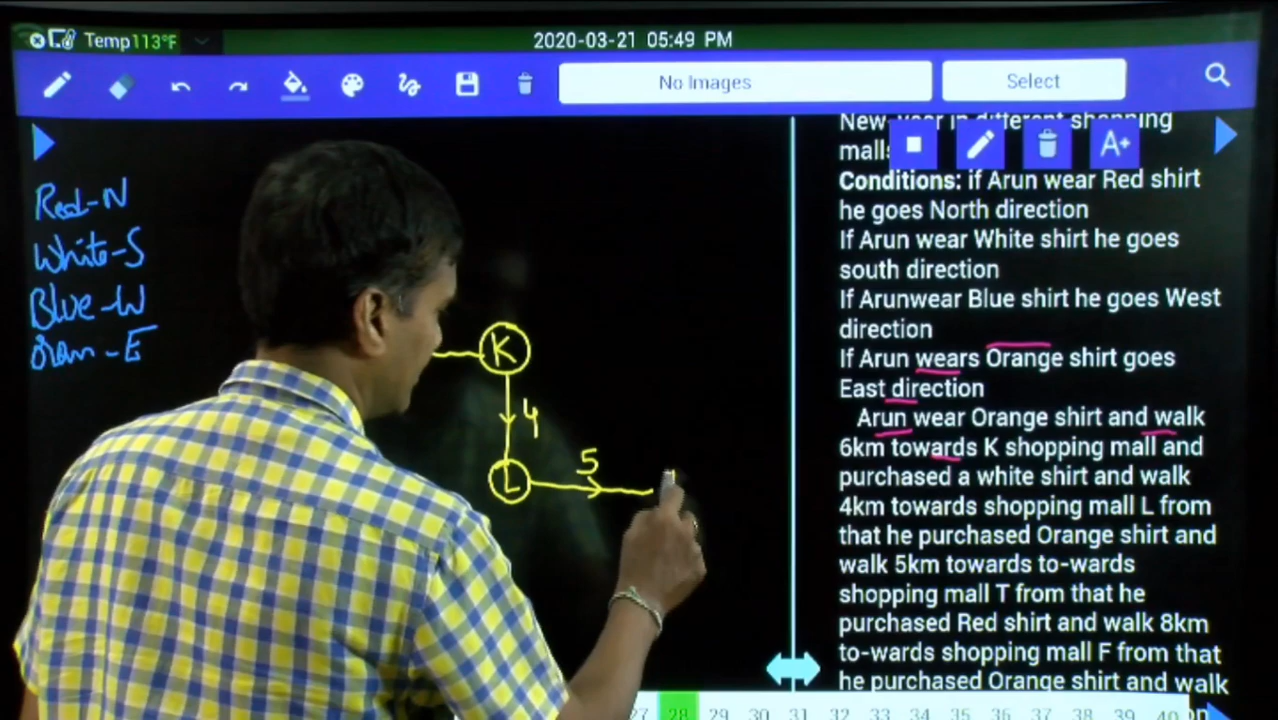 Temp113°F
2020-03-21 05:49 PM
No Images
Select
A+
Red-N
White-S
Blue-W
Oran-E
K
4
L
5
New year in different shopping
malls
Conditions: if Arun wear Red shirt
he goes North direction
If Arun wear White shirt he goes
south direction
If Arunwear Blue shirt he goes West
direction
If Arun wears Orange shirt goes
East direction
Arun wear Orange shirt and walk
6km towards K shopping mall and
purchased a white shirt and walk
4km towards shopping mall L from
that he purchased Orange shirt and
walk 5km towards to-wards
shopping mall T from that he
purchased Red shirt and walk 8km
to-wards shopping mall F from that
he purchased Orange shirt and walk
27 28 29 30 31 32 33 34 35 36 37 38 39 40